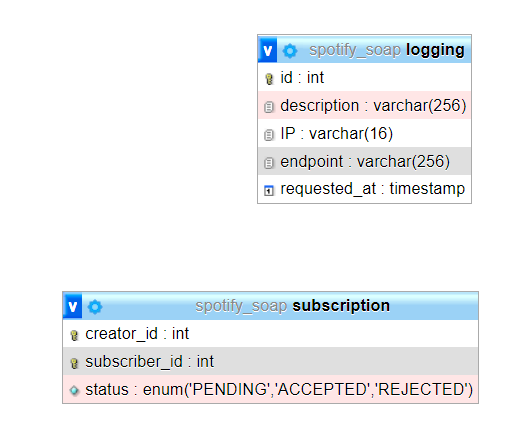 v spotify_soap logging
id : int
description : varchar(256)
IP : varchar(16)
endpoint : varchar(256)
1 requested_at : timestamp
v spotify_soap subscription
creator_id : int
subscriber_id : int
status : enum('PENDING','ACCEPTED','REJECTED')